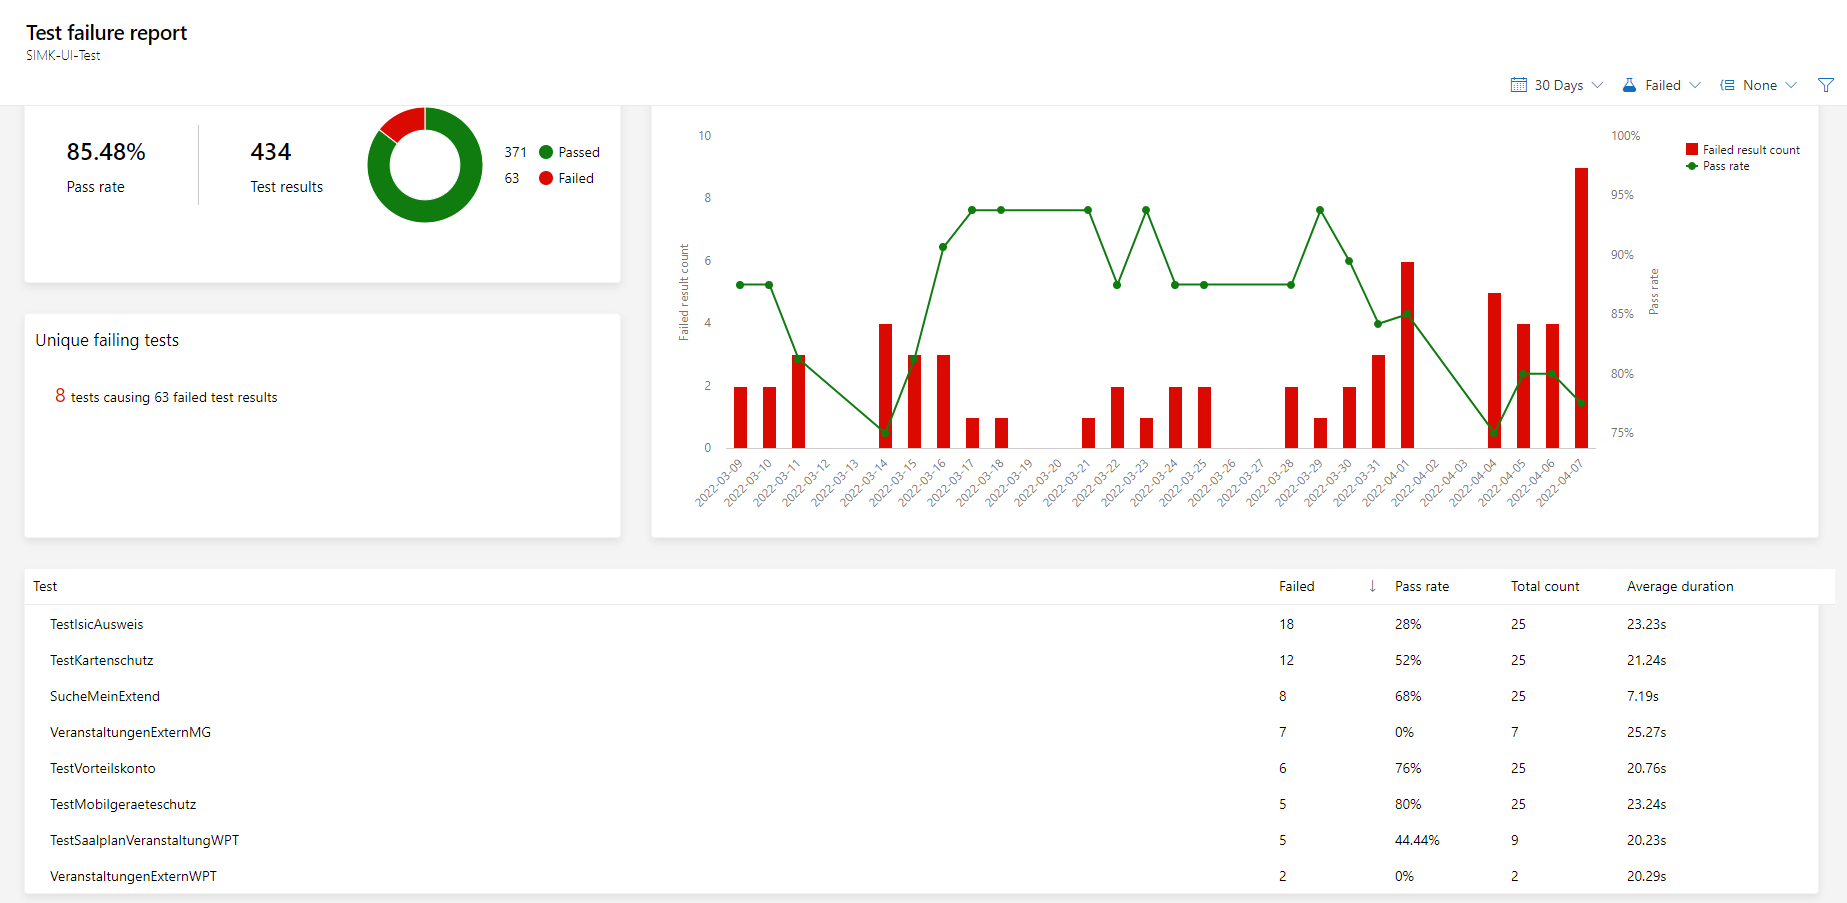 Test failure report
SIMK-UI-Test
30 Days
Failed
None
85.48%
Pass rate
434
Test results
371 Passed
63 Failed
Unique failing tests
8 tests causing 63 failed test results
Failed result count
10
8
6
4
2
0
100%
95%
90%
85%
80%
75%
Pass rate
Failed result count
Pass rate
2022-03-09
2022-03-10
2022-03-11
2022-03-12
2022-03-13
2022-03-14
2022-03-15
2022-03-16
2022-03-17
2022-03-18
2022-03-19
2022-03-20
2022-03-21
2022-03-22
2022-03-23
2022-03-24
2022-03-25
2022-03-26
2022-03-27
2022-03-28
2022-03-29
2022-03-30
2022-03-31
2022-04-01
2022-04-02
2022-04-03
2022-04-04
2022-04-05
2022-04-06
2022-04-07
Test Failed Pass rate Total count Average duration
TestIsicAusweis 18 28% 25 23.23s
TestKartenschutz 12 52% 25 21.24s
SucheMeinExtend 8 68% 25 7.19s
VeranstaltungenExternMG 7 0% 7 25.27s
TestVorteilskonto 6 76% 25 20.76s
TestMobilgeraeteschutz 5 80% 25 23.24s
TestSaalplanVeranstaltungWPT 5 44.44% 9 20.23s
VeranstaltungenExternWPT 2 0% 2 20.29s